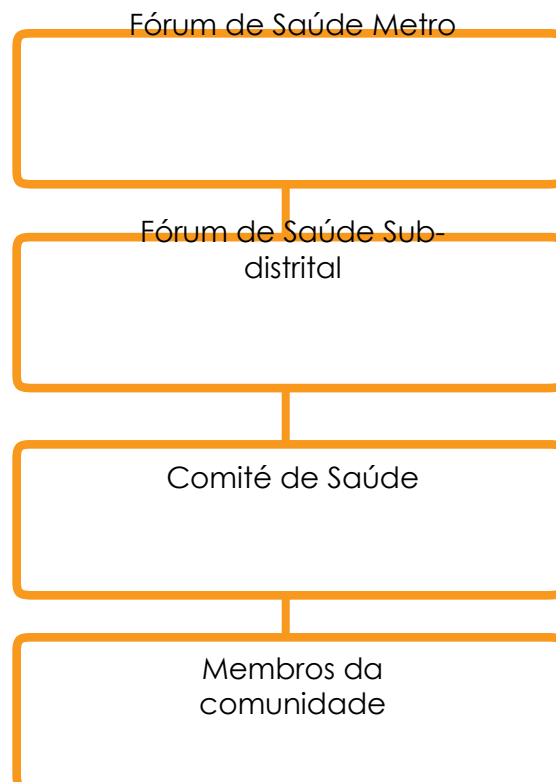 Fórum de Saúde Metro
Fórum de Saúde Sub-
distrital
Comité de Saúde
Membros da
comunidade